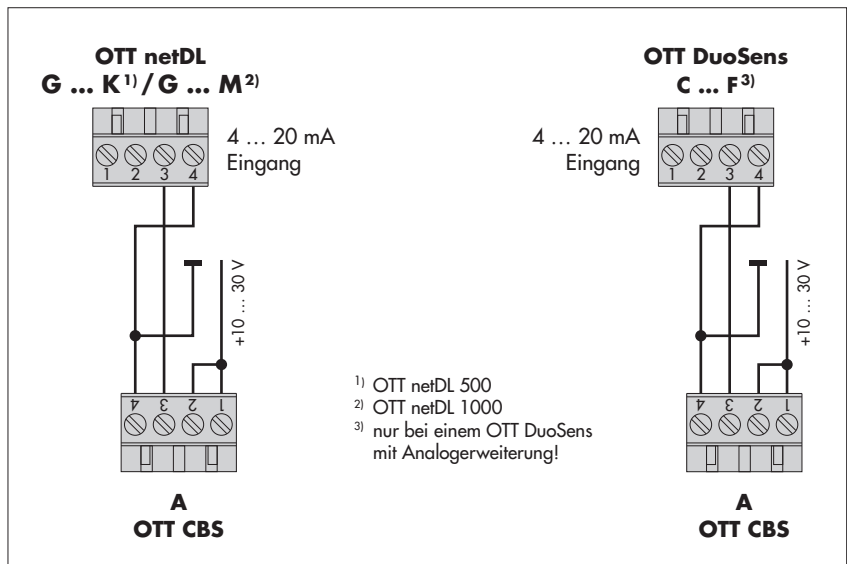 OTT netDL
G ... K¹⁾/G ... M²⁾
4 ... 20 mA
Eingang
1 2 3 4
+10 ... 30 V
4 3 2 1
A
OTT CBS
OTT DuoSens
C ... F³⁾
4 ... 20 mA
Eingang
1 2 3 4
+10 ... 30 V
4 3 2 1
A
OTT CBS
¹⁾ OTT netDL 500
²⁾ OTT netDL 1000
³⁾ nur bei einem OTT DuoSens
mit Analogerweiterung!